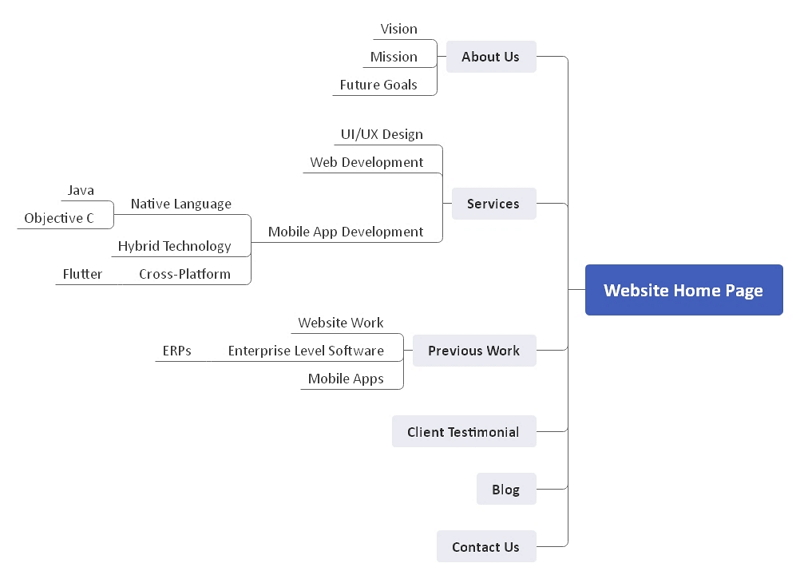 Vision
Mission
Future Goals
About Us
UI/UX Design
Web Development
Java
Objective C
Native Language
Hybrid Technology
Flutter
Cross-Platform
Mobile App Development
Services
Website Home Page
Website Work
ERPs
Enterprise Level Software
Mobile Apps
Previous Work
Client Testimonial
Blog
Contact Us